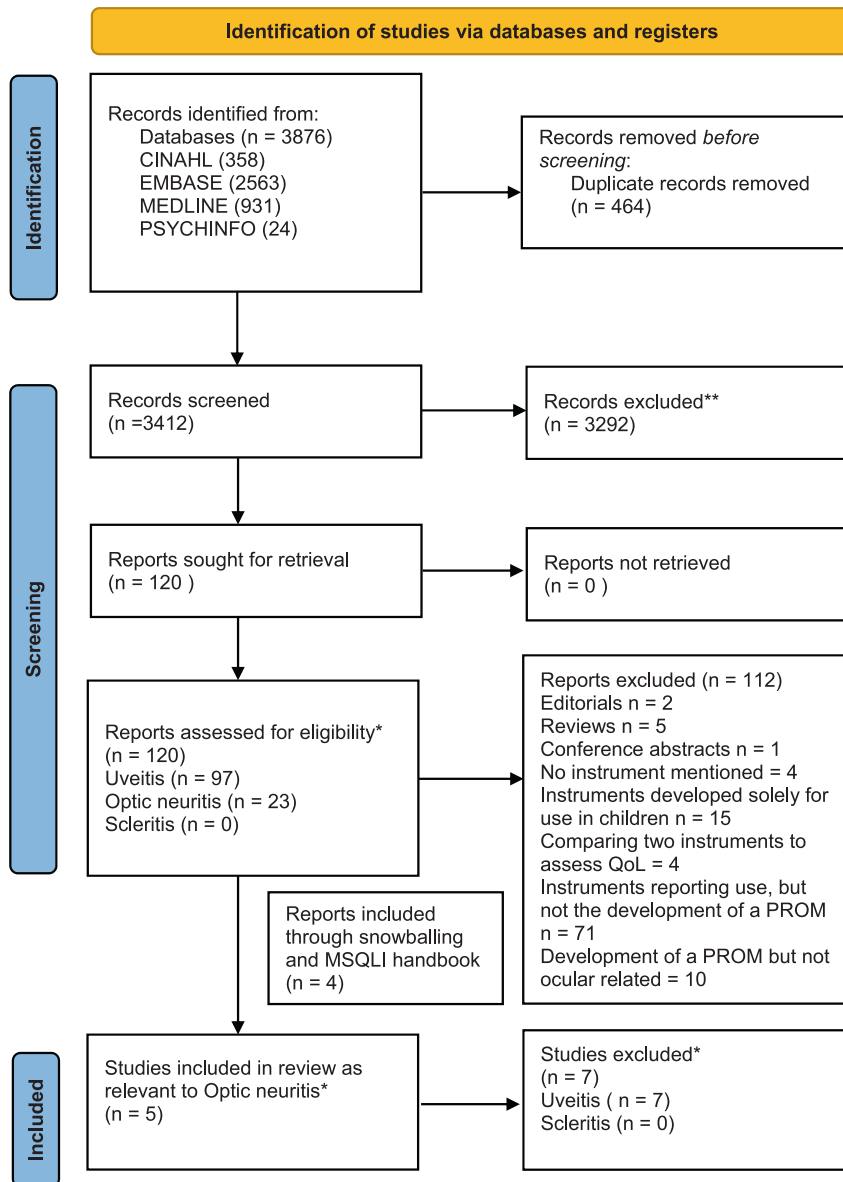 Identification of studies via databases and registers
Identification
Records identified from:
Databases (n = 3876)
CINAHL (358)
EMBASE (2563)
MEDLINE (931)
PSYCHINFO (24)
Records removed before
screening:
Duplicate records removed
(n = 464)
Screening
Records screened
(n =3412)
Records excluded**
(n = 3292)
Reports sought for retrieval
(n = 120 )
Reports not retrieved
(n = 0 )
Reports assessed for eligibility*
(n = 120)
Uveitis (n = 97)
Optic neuritis (n = 23)
Scleritis (n = 0)
Reports excluded (n = 112)
Editorials n = 2
Reviews n = 5
Conference abstracts n = 1
No instrument mentioned = 4
Instruments developed solely for
use in children n = 15
Comparing two instruments to
assess QoL = 4
Instruments reporting use, but
not the development of a PROM
n = 71
Development of a PROM but not
ocular related = 10
Reports included
through snowballing
and MSQLI handbook
(n = 4)
Included
Studies included in review as
relevant to Optic neuritis*
(n = 5)
Studies excluded*
(n = 7)
Uveitis ( n = 7)
Scleritis (n = 0)